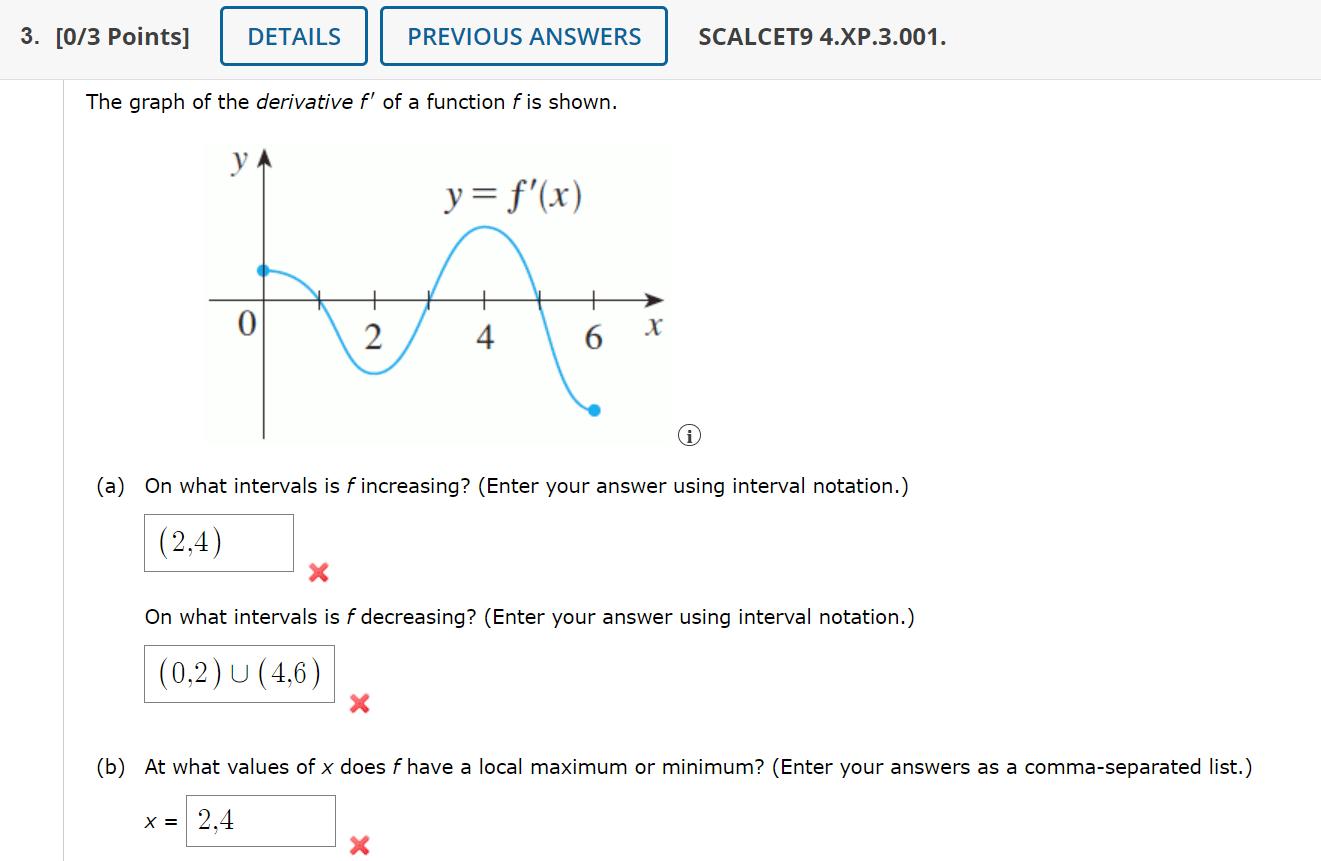 3. [0/3 Points] DETAILS PREVIOUS ANSWERS SCALCET9 4.XP.3.001.
The graph of the derivative f′ of a function f is shown.
y
y = f′(x)
0 2 4 6 x
i
(a) On what intervals is f increasing? (Enter your answer using interval notation.)
(2,4)
On what intervals is f decreasing? (Enter your answer using interval notation.)
(0,2) ∪ (4,6)
(b) At what values of x does f have a local maximum or minimum? (Enter your answers as a comma-separated list.)
x = 2,4